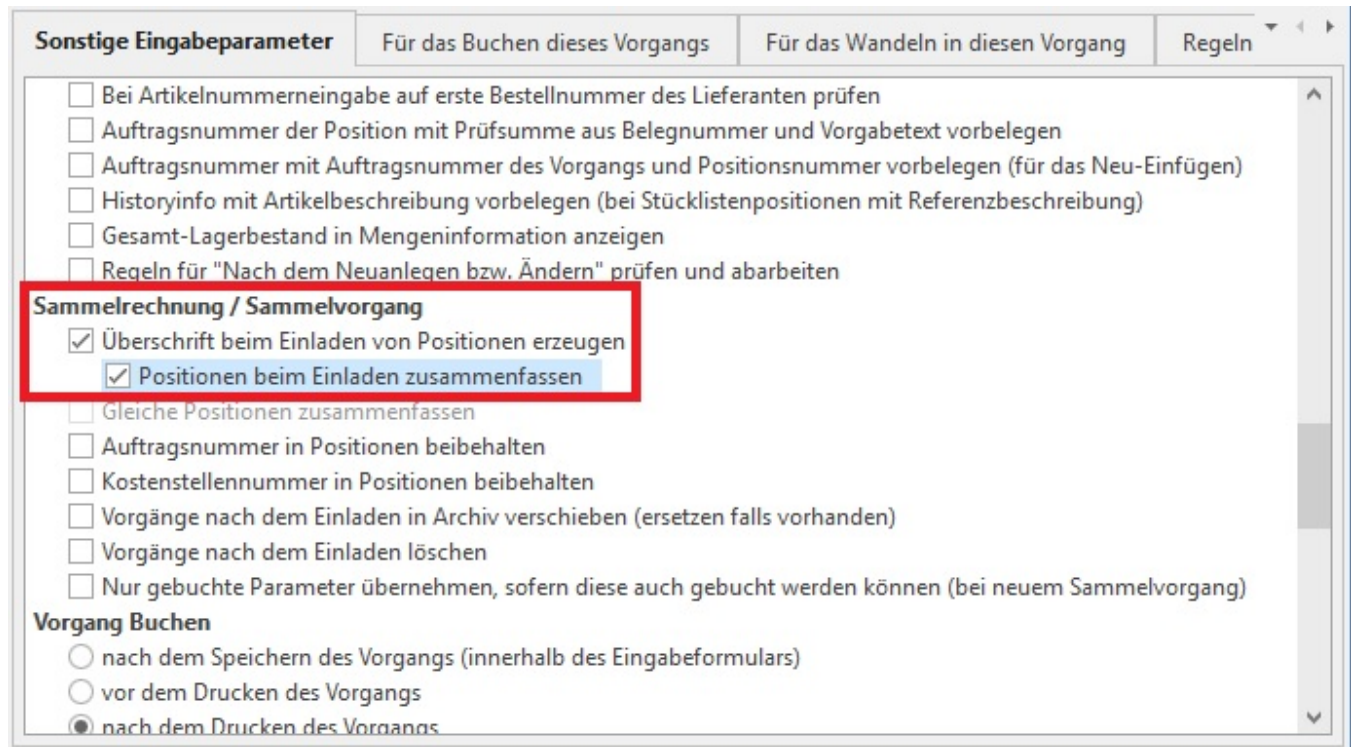 Sonstige Eingabeparameter Für das Buchen dieses Vorgangs Für das Wandeln in diesen Vorgang Regeln
Bei Artikelnummerneingabe auf erste Bestellnummer des Lieferanten prüfen
Auftragsnummer der Position mit Prüfsumme aus Belegnummer und Vorgabetext vorbelegen
Auftragsnummer mit Auftragsnummer des Vorgangs und Positionsnummer vorbelegen (für das Neu-Einfügen)
Historyinfo mit Artikelbeschreibung vorbelegen (bei Stücklistenpositionen mit Referenzbeschreibung)
Gesamt-Lagerbestand in Mengeninformation anzeigen
Regeln für "Nach dem Neuanlegen bzw. Ändern" prüfen und abarbeiten
Sammelrechnung / Sammelvorgang
Überschrift beim Einladen von Positionen erzeugen
Positionen beim Einladen zusammenfassen
Gleiche Positionen zusammenfassen
Auftragsnummer in Positionen beibehalten
Kostenstellennummer in Positionen beibehalten
Vorgänge nach dem Einladen in Archiv verschieben (ersetzen falls vorhanden)
Vorgänge nach dem Einladen löschen
Nur gebuchte Parameter übernehmen, sofern diese auch gebucht werden können (bei neuem Sammelvorgang)
Vorgang Buchen
nach dem Speichern des Vorgangs (innerhalb des Eingabeformulars)
vor dem Drucken des Vorgangs
nach dem Drucken des Vorgangs